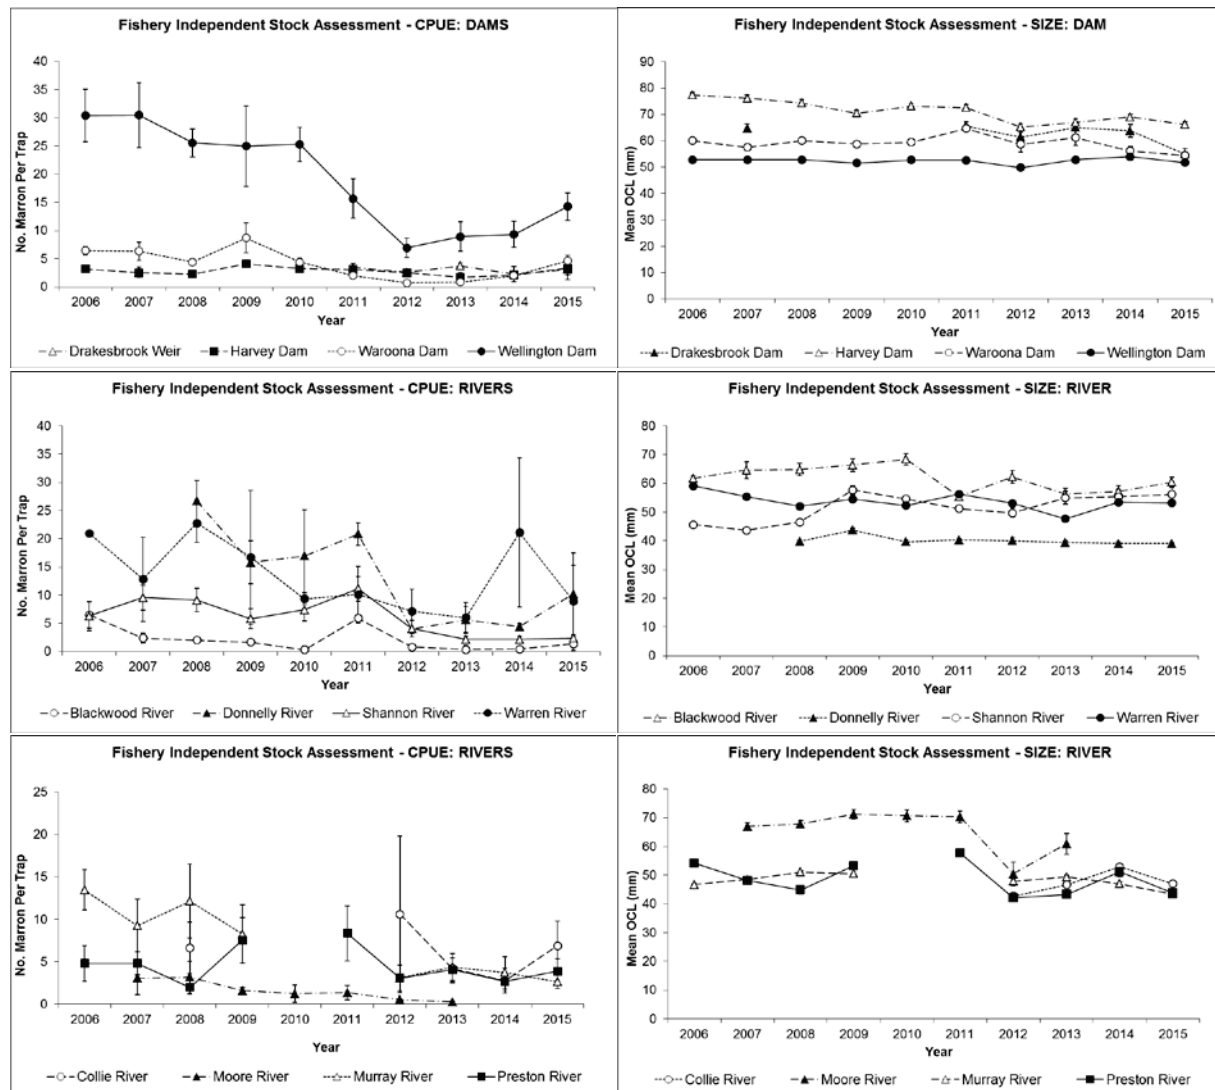 Fishery Independent Stock Assessment - CPUE: DAMS
No. Marron Per Trap
40
35
30
25
20
15
10
5
0
2006 2007 2008 2009 2010 2011 2012 2013 2014 2015
Year
Drakesbrook Weir Harvey Dam Waroona Dam Wellington Dam
Fishery Independent Stock Assessment - SIZE: DAM
Mean OCL (mm)
90
80
70
60
50
40
30
20
10
0
2006 2007 2008 2009 2010 2011 2012 2013 2014 2015
Year
Drakesbrook Dam Harvey Dam Waroona Dam Wellington Dam
Fishery Independent Stock Assessment - CPUE: RIVERS
No. Marron Per Trap
40
35
30
25
20
15
10
5
0
2006 2007 2008 2009 2010 2011 2012 2013 2014 2015
Year
Blackwood River Donnelly River Shannon River Warren River
Fishery Independent Stock Assessment - SIZE: RIVER
Mean OCL (mm)
80
70
60
50
40
30
20
10
0
2006 2007 2008 2009 2010 2011 2012 2013 2014 2015
Year
Blackwood River Donnelly River Shannon River Warren River
Fishery Independent Stock Assessment - CPUE: RIVERS
No. Marron Per Trap
25
20
15
10
5
0
2006 2007 2008 2009 2010 2011 2012 2013 2014 2015
Year
Collie River Moore River Murray River Preston River
Fishery Independent Stock Assessment - SIZE: RIVER
Mean OCL (mm)
80
70
60
50
40
30
20
10
0
2006 2007 2008 2009 2010 2011 2012 2013 2014 2015
Year
Collie River Moore River Murray River Preston River